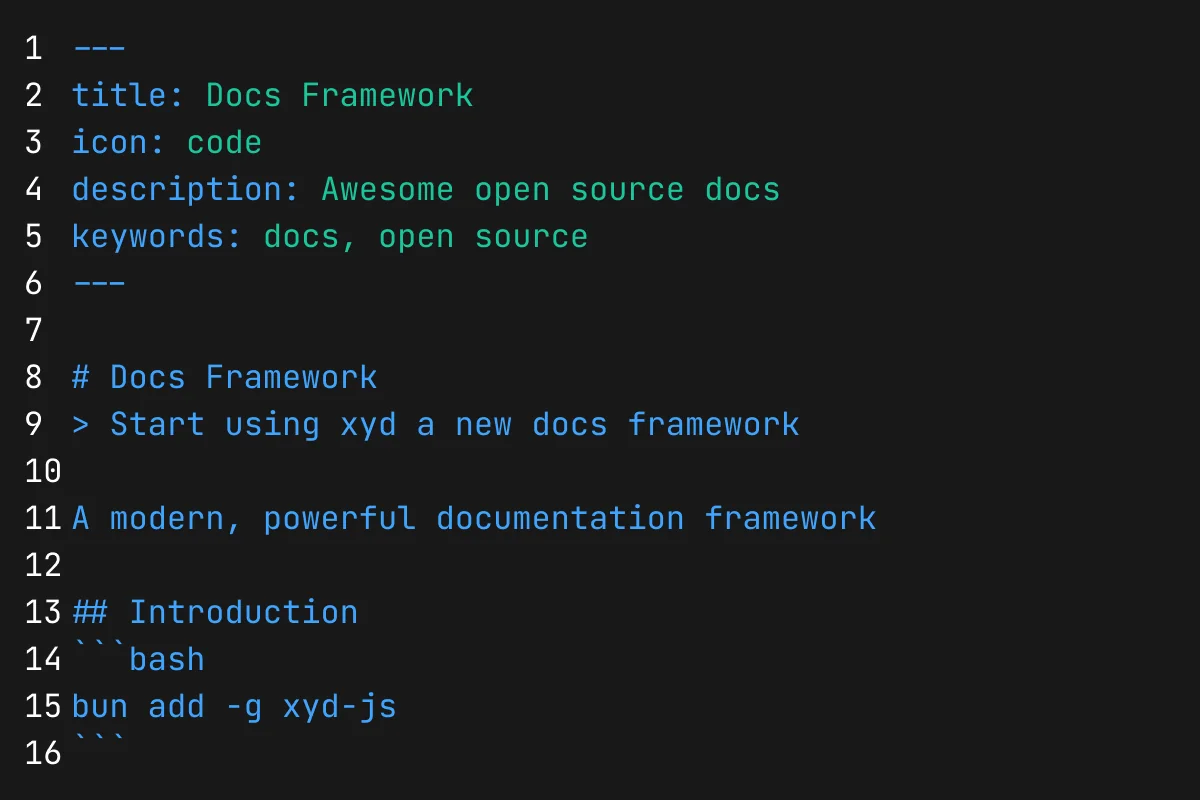 1 ---
2 title: Docs Framework
3 icon: code
4 description: Awesome open source docs
5 keywords: docs, open source
6 ---
7
8 # Docs Framework
9 > Start using xyd a new docs framework
10
11 A modern, powerful documentation framework
12
13 ## Introduction
14 ```bash
15 bun add -g xyd-js
16 ```